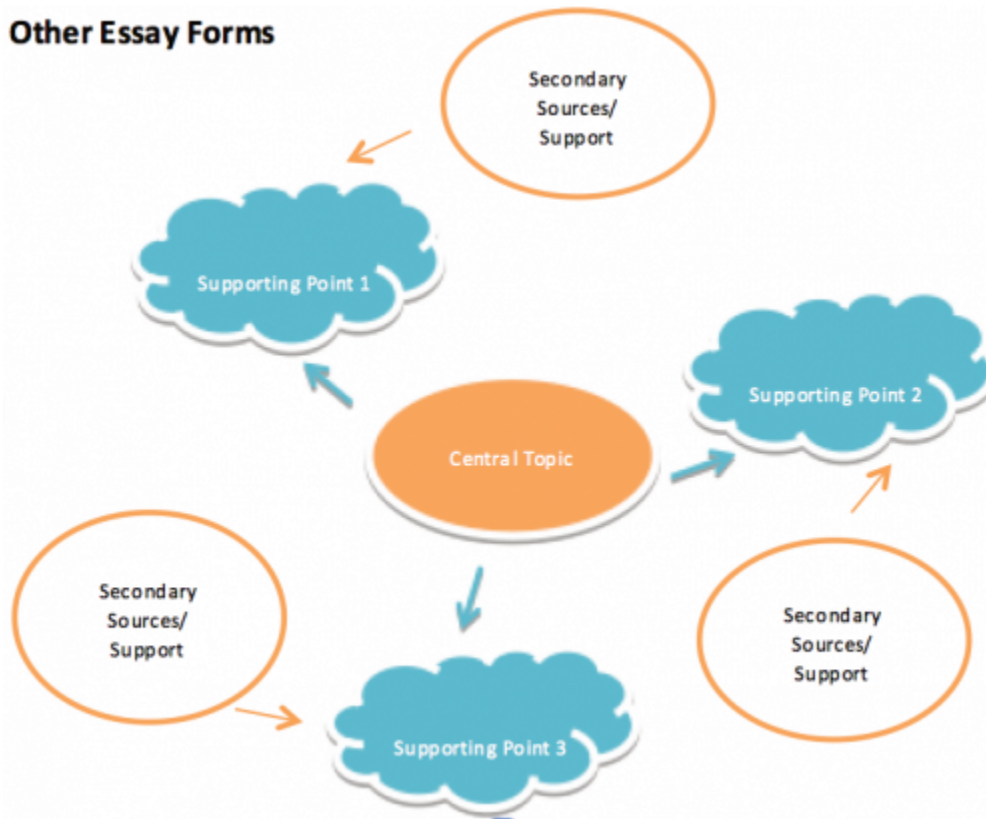 Other Essay Forms
Secondary
Sources/
Support
Supporting Point 1
Supporting Point 2
Central Topic
Secondary
Sources/
Support
Secondary
Sources/
Support
Supporting Point 3